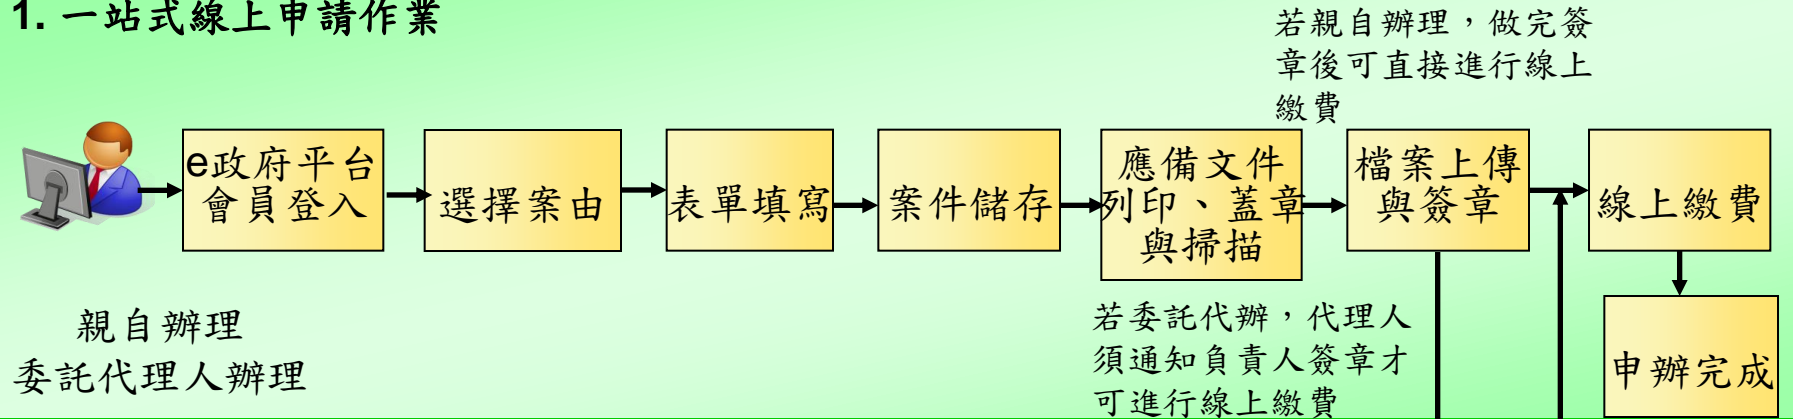 1. 一站式線上申請作業
若親自辦理，做完簽
章後可直接進行線上
繳費
e政府平台
會員登入
選擇案由
表單填寫
案件儲存
應備文件
列印、蓋章
與掃描
檔案上傳
與簽章
線上繳費
申辦完成
親自辦理
委託代理人辦理
若委託代辦，代理人
須通知負責人簽章才
可進行線上繳費